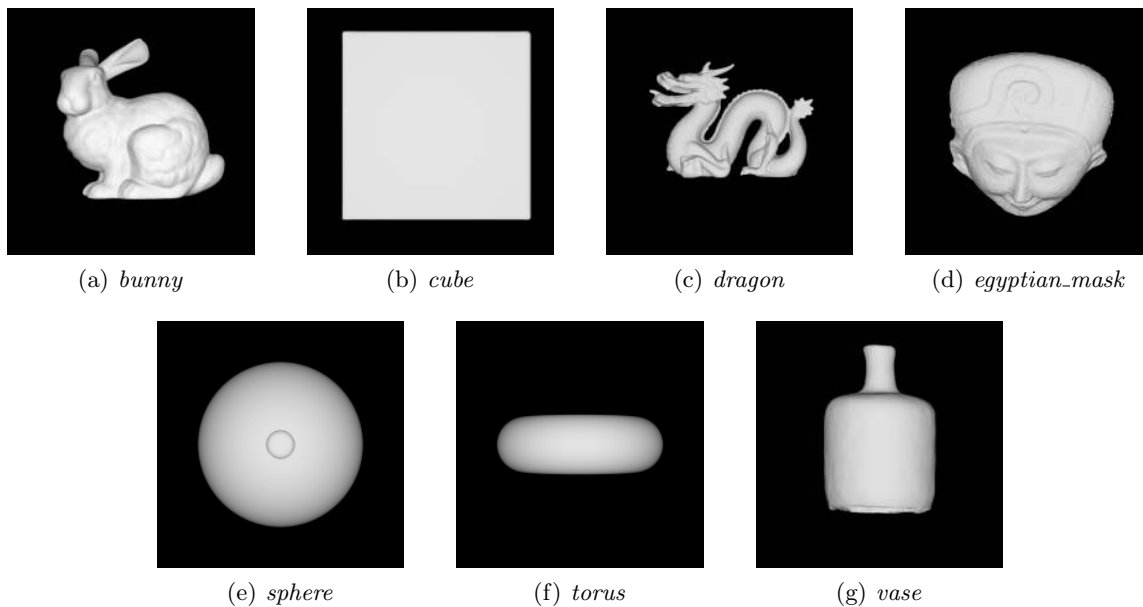 (a) bunny
(b) cube
(c) dragon
(d) egyptian_mask
(e) sphere
(f) torus
(g) vase